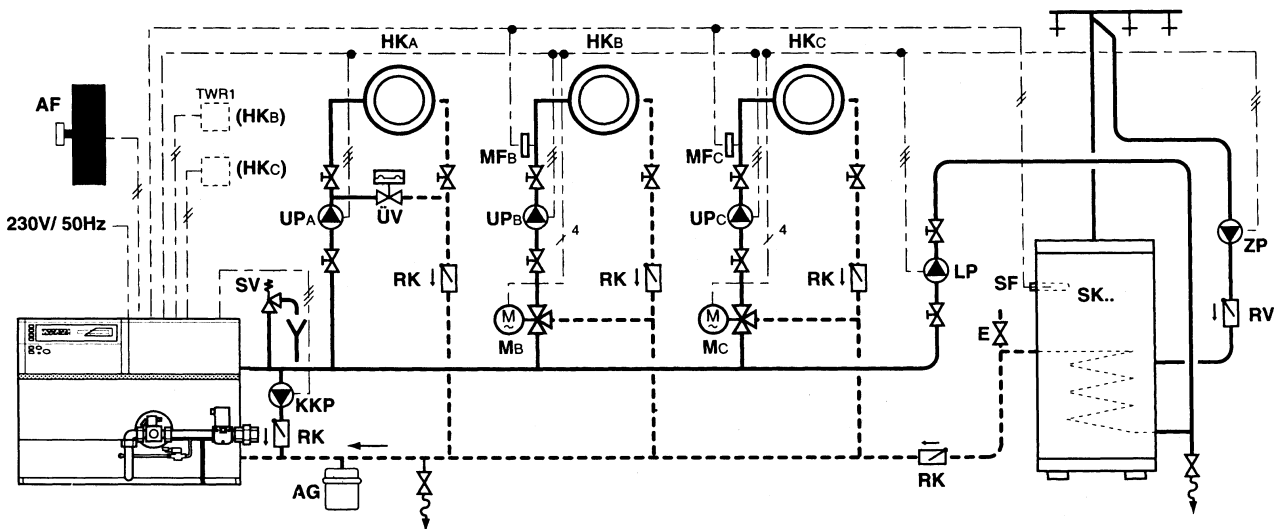 HKA
HKB
HKC
AF
TWR1
(HKB)
(HKC)
MFB
MFC
230V/ 50Hz
UPA
ÜV
UPB
UPC
4
4
ZP
SV
RK
RK
RK
LP
SF
SK..
RV
M
~
M
~
E
MB
MC
KKP
RK
AG
RK